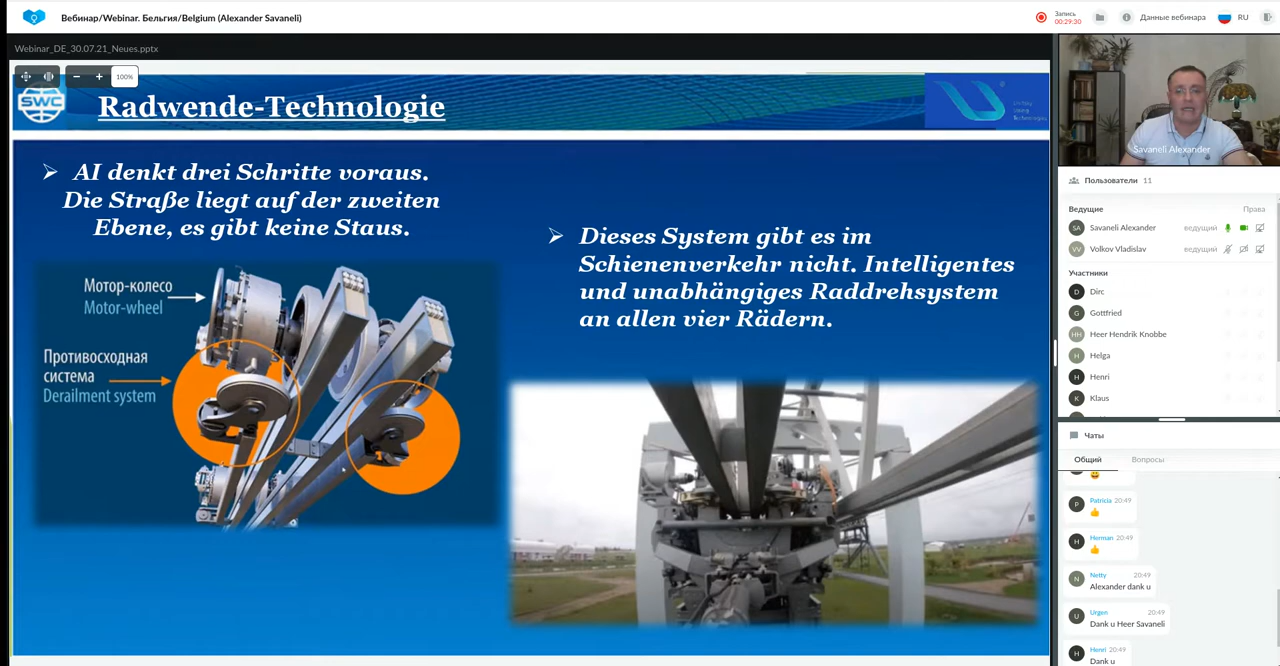 Вебинар/Webinar. Бельгия/Belgium (Alexander Savaneli)
Запись
00:29:30
Данные вебинара
RU
Webinar_DE_30.07.21_Neues.pptx
100%
SWC
Radwende-Technologie
AI denkt drei Schritte voraus.
Die Straße liegt auf der zweiten
Ebene, es gibt keine Staus.
Мотор-колесо
Motor-wheel
Противосходная
система
Derailment system
Dieses System gibt es im
Schienenverkehr nicht. Intelligentes
und unabhängiges Raddrehsystem
an allen vier Rädern.
Savaneli Alexander
Пользователи 11
Ведущие Права
SA Savaneli Alexander ведущий
VV Volkov Vladislav ведущий
Участники
D Dirc
G Gottfried
HH Heer Hendrik Knobbe
H Helga
H Henri
K Klaus
Чаты
Общий Вопросы
P Patricia 20:49
👍
H Herman 20:49
👍
N Netty 20:49
Alexander dank u
U Urgen 20:49
Dank u Heer Savaneli
H Henri 20:49
Dank u